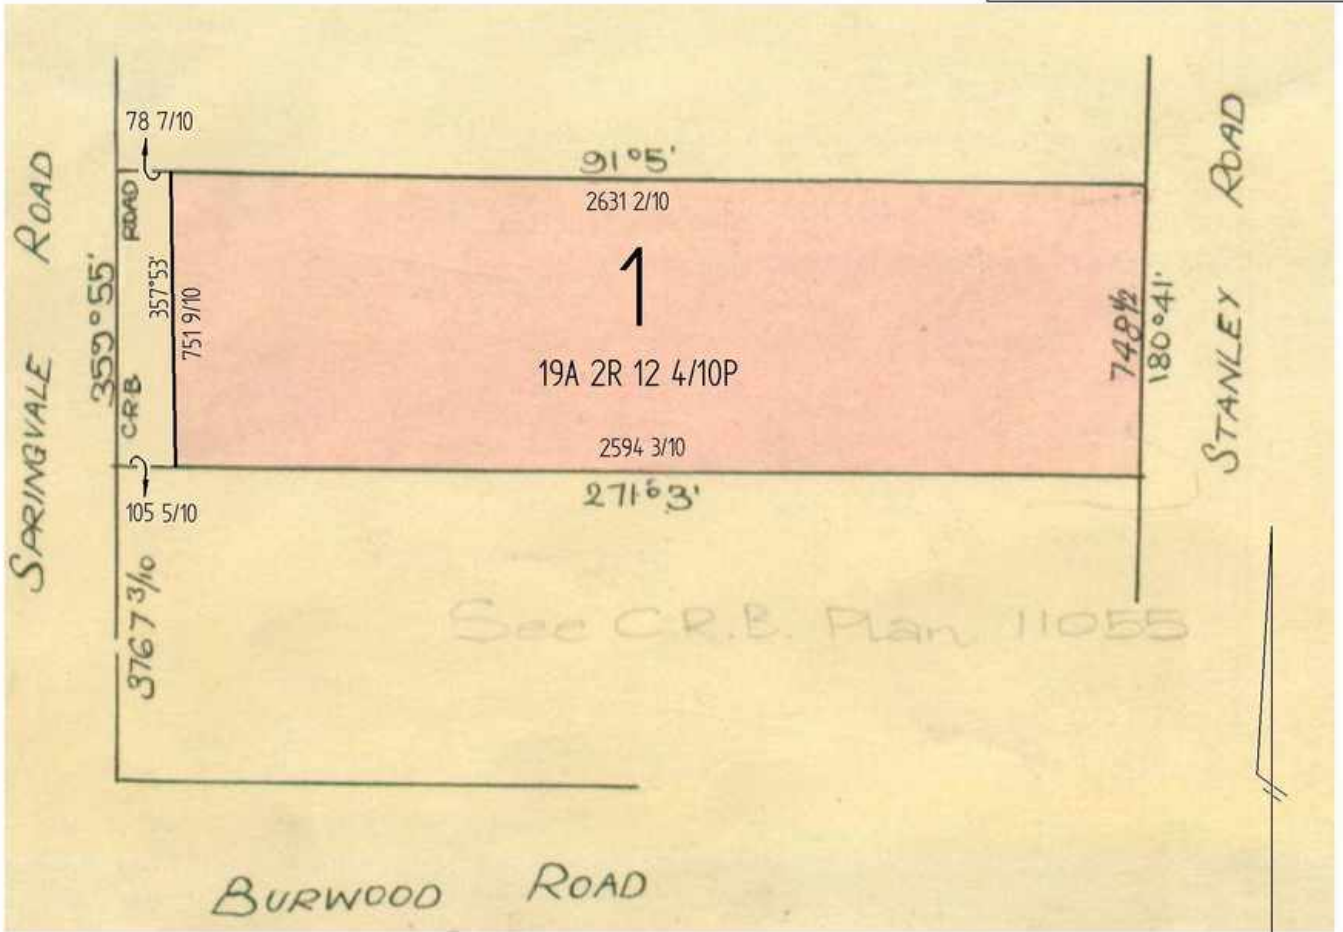 78 7/10
91°5'
2631 2/10
SPRINGVALE ROAD
359°55'
C.R.B. ROAD
357°53'
751 9/10
1
19A 2R 12 4/10P
748½
180°41'
STANLEY ROAD
2594 3/10
271°3'
105 5/10
3767 3/10
See C.R.B. Plan 11055
BURWOOD ROAD